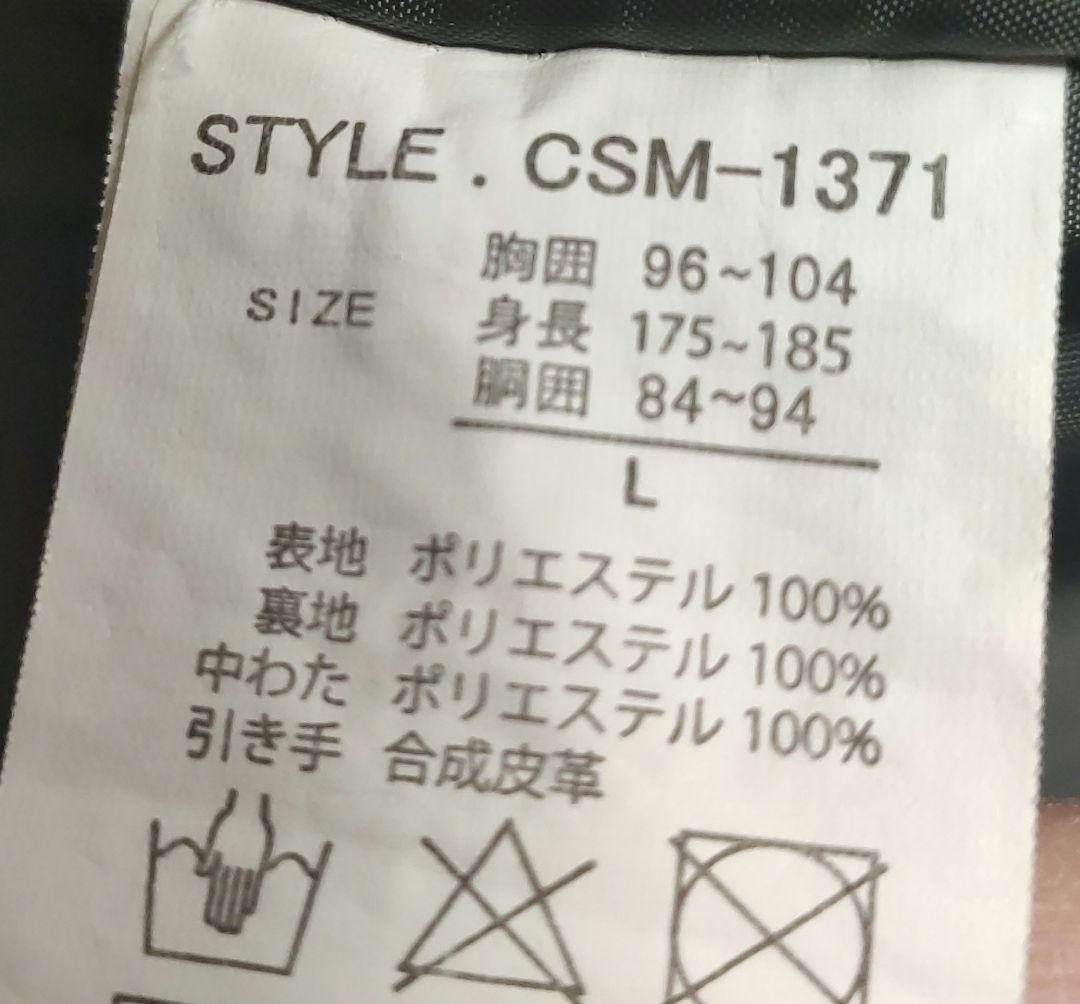 STYLE . CSM-1371
胸囲 96~104
SIZE 身長 175~185
胴囲 84~94
L
表地 ポリエステル 100%
裏地 ポリエステル 100%
中わた ポリエステル 100%
引き手 合成皮革